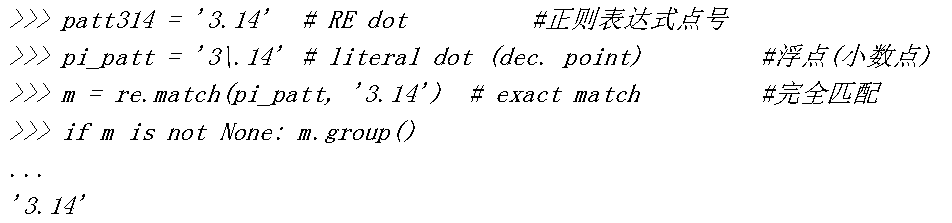 >>> patt314 = '3.14' # RE dot #正则表达式点号
>>> pi_patt = '3\.14' # literal dot (dec. point) #浮点(小数点)
>>> m = re.match(pi_patt, '3.14') # exact match #完全匹配
>>> if m is not None: m.group()
...
'3.14'